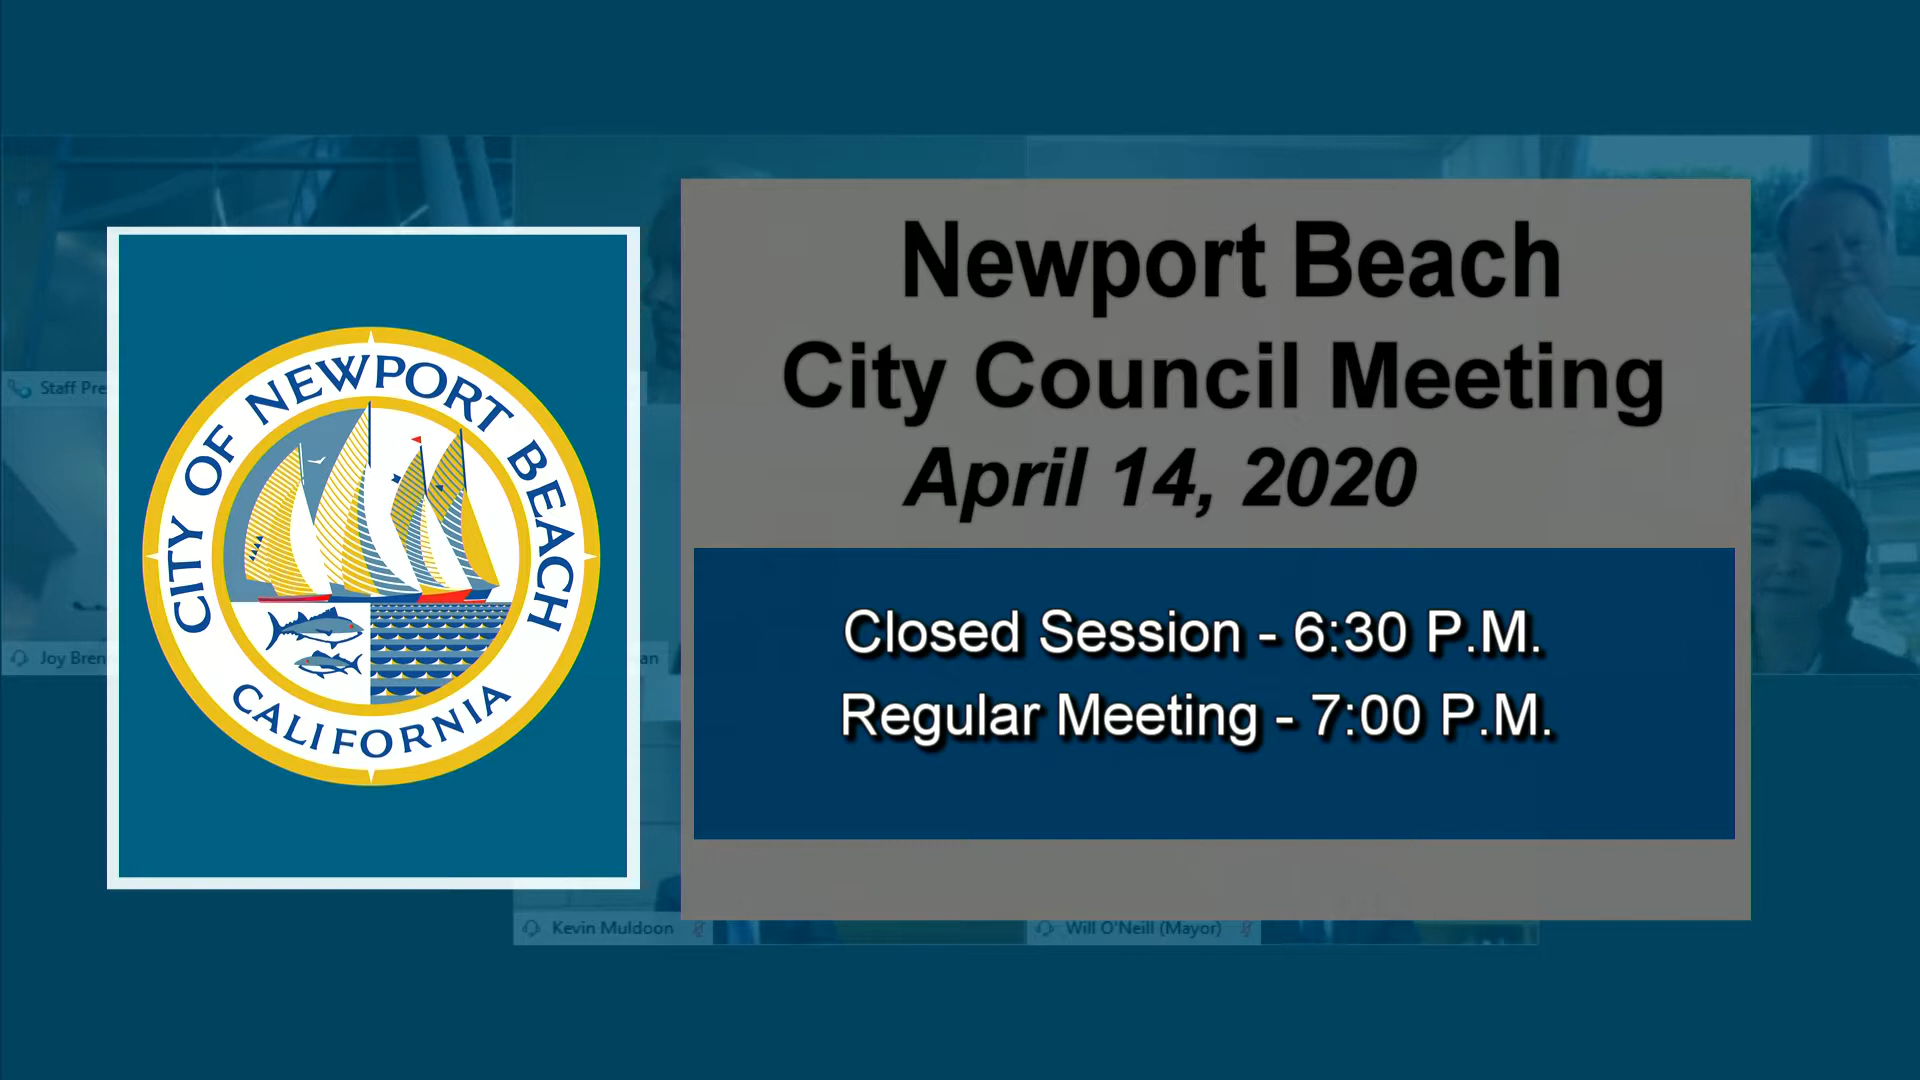 Newport Beach
City Council Meeting
April 14, 2020
Closed Session - 6:30 P.M.
Regular Meeting - 7:00 P.M.
CITY OF NEWPORT BEACH
CALIFORNIA
Staff Pre
Joy Bren
an
Kevin Muldoon
Will O'Neill (Mayor)